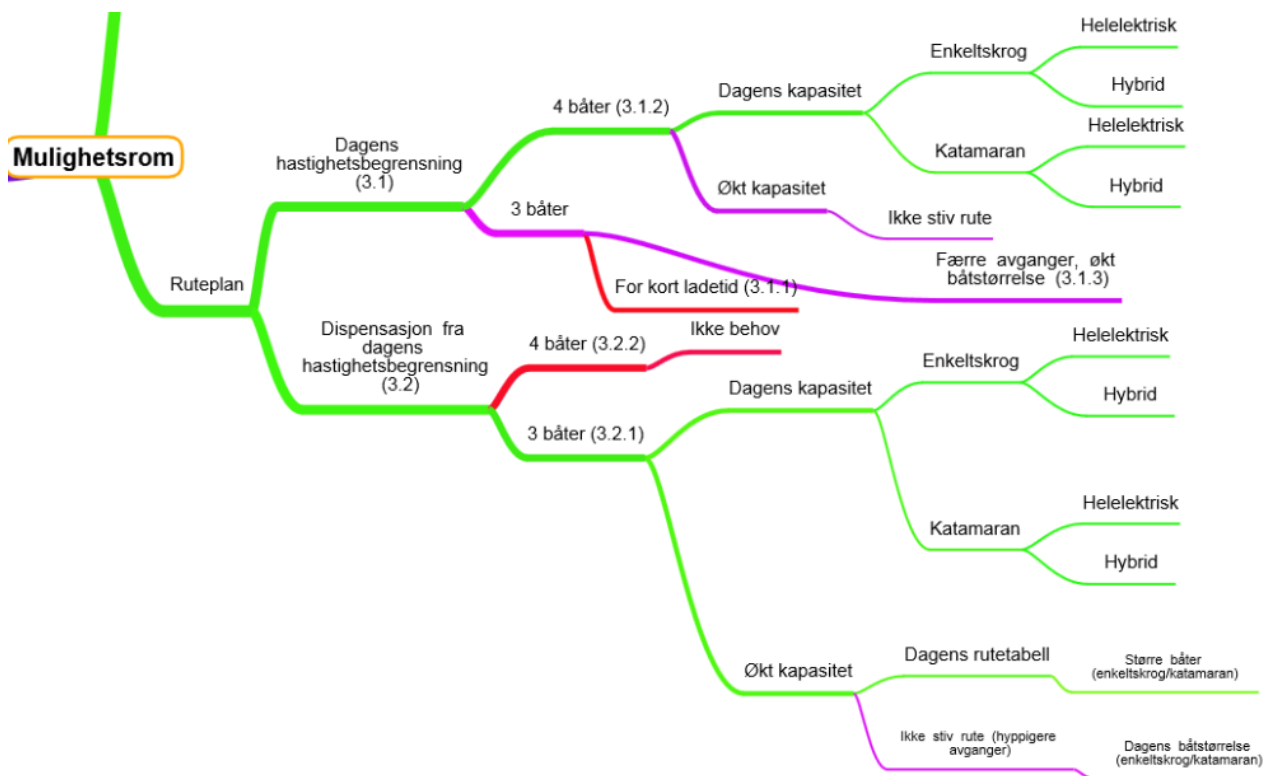 Mulighetsrom
Ruteplan
Dagens
hastighetsbegrensning
(3.1)
4 båter (3.1.2)
Dagens kapasitet
Enkeltskrog
Helelektrisk
Hybrid
Katamaran
Helelektrisk
Hybrid
Økt kapasitet
Ikke stiv rute
3 båter
For kort ladetid (3.1.1)
Færre avganger, økt
båtstørrelse (3.1.3)
Dispensasjon fra
dagens
hastighetsbegrensning
(3.2)
4 båter (3.2.2)
Ikke behov
3 båter (3.2.1)
Dagens kapasitet
Enkeltskrog
Helelektrisk
Hybrid
Katamaran
Helelektrisk
Hybrid
Økt kapasitet
Dagens rutetabell
Større båter
(enkeltskrog/katamaran)
Ikke stiv rute (hyppigere
avganger)
Dagens båtstørrelse
(enkeltskrog/katamaran)